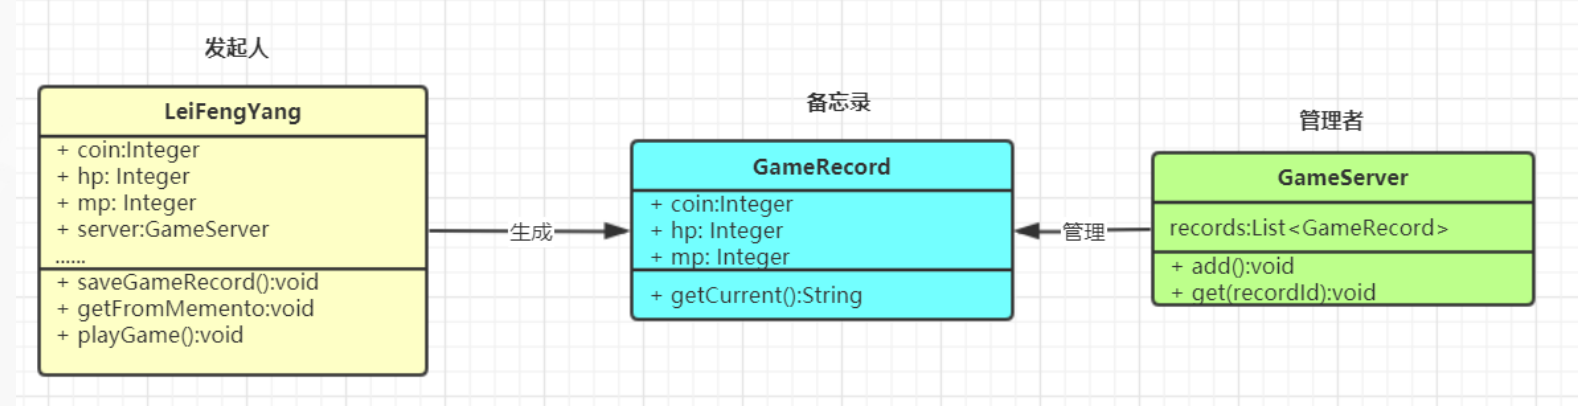 发起人
LeiFengYang
+ coin:Integer
+ hp: Integer
+ mp: Integer
+ server:GameServer
......
+ saveGameRecord():void
+ getFromMemento:void
+ playGame():void
生成
备忘录
GameRecord
+ coin:Integer
+ hp: Integer
+ mp: Integer
+ getCurrent():String
管理
管理者
GameServer
records:List<GameRecord>
+ add():void
+ get(recordId):void